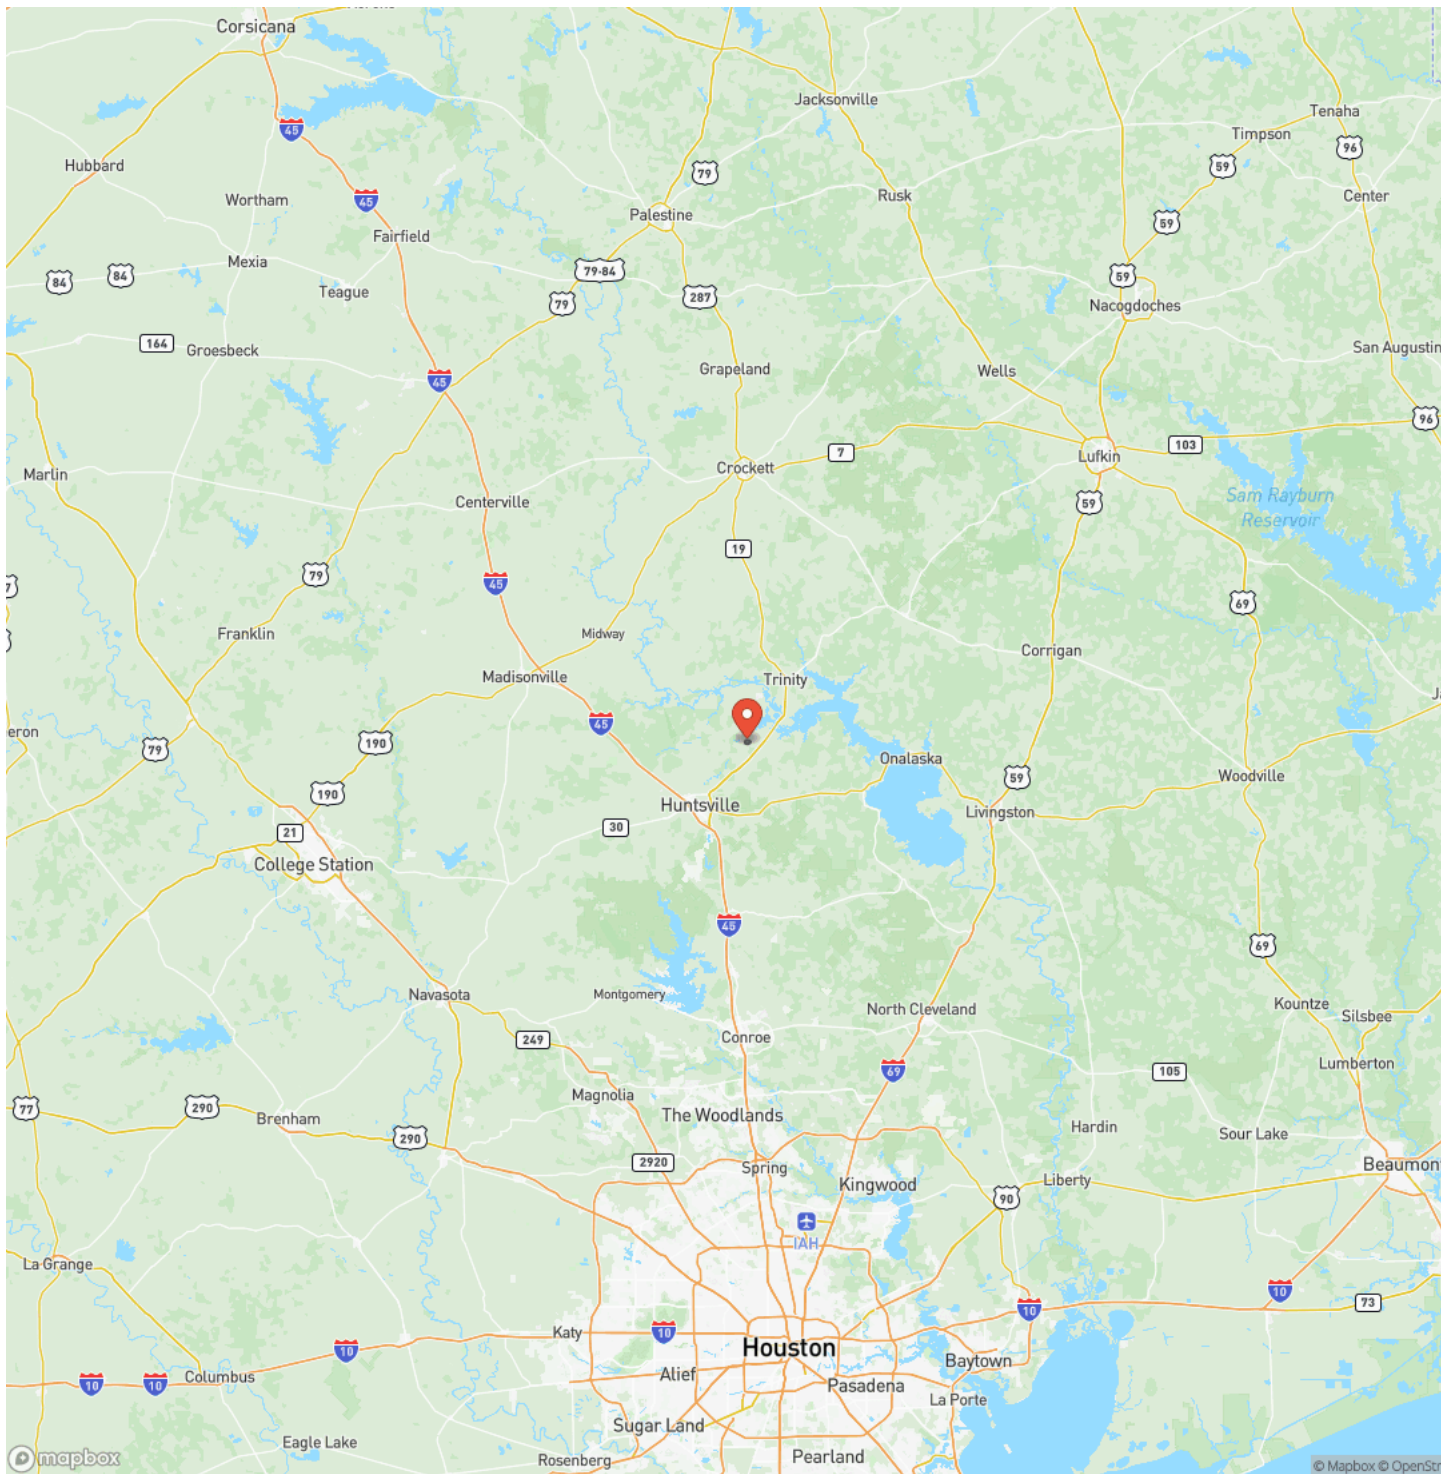 Corsicana
Jacksonville
45
Tenaha
Timpson
96
Hubbard
79
59
Wortham
45
Rusk
Center
Palestine
59
Fairfield
Mexia
84
84
79-84
59
Teague
79
287
Nacogdoches
164
Groesbeck
San Augustin
Grapeland
Wells
45
96
7
103
Lufkin
Crockett
Marlin
Sam Rayburn
Reservoir
Centerville
59
19
79
45
69
Franklin
Midway
Corrigan
Madisonville
Trinity
45
eron
79
190
Onalaska
59
Woodville
190
Huntsville
Livingston
30
21
College Station
45
69
Navasota
Montgomery
North Cleveland
Kountze
Silsbee
249
Conroe
Lumberton
69
105
Magnolia
77
290
Brenham
The Woodlands
Hardin
290
Sour Lake
2920
Spring
Beaumon
Kingwood
Liberty
90
IAH
La Grange
10
73
10
Katy
10
10
Houston
Baytown
Columbus
Alief
10
10
Pasadena
La Porte
Sugar Land
Eagle Lake
Pearland
Rosenberg
mapbox
© Mapbox © OpenStr